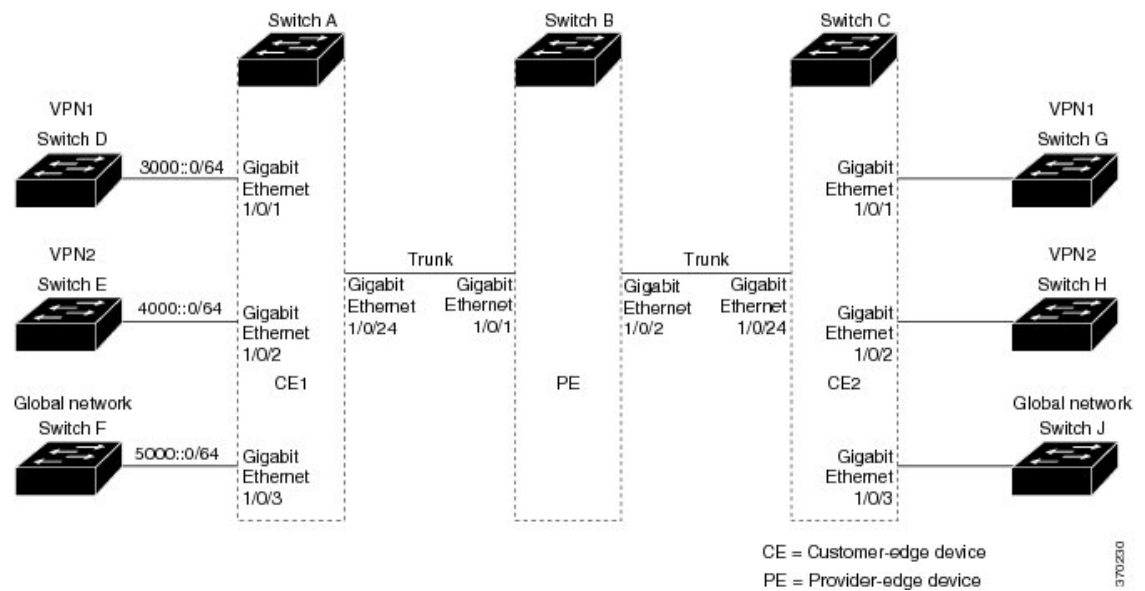 Switch A
Switch B
Switch C
VPN1
Switch D
3000::0/64
Gigabit
Ethernet
1/0/1
VPN2
Switch E
4000::0/64
Gigabit
Ethernet
1/0/2
CE1
Global network
Switch F
5000::0/64
Gigabit
Ethernet
1/0/3
Trunk
Gigabit
Ethernet
1/0/24
Gigabit
Ethernet
1/0/1
PE
Trunk
Gigabit
Ethernet
1/0/2
Gigabit
Ethernet
1/0/24
Gigabit
Ethernet
1/0/1
VPN1
Switch G
Gigabit
Ethernet
1/0/2
CE2
VPN2
Switch H
Gigabit
Ethernet
1/0/3
Global network
Switch J
CE = Customer-edge device
PE = Provider-edge device
370230